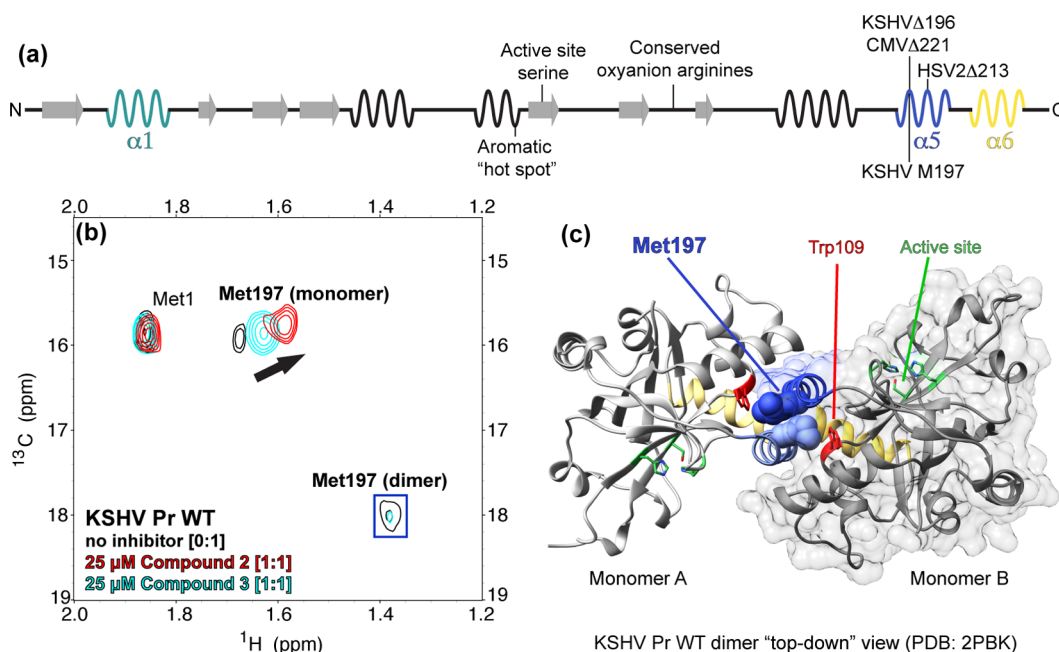 (a)
KSHVΔ196
CMVΔ221
HSV2Δ213
Active site
serine
Conserved
oxyanion arginines
N
C
α1
Aromatic
“hot spot”
α5
α6
KSHV M197
2.0 1.8 1.6 1.4 1.2
(b)
15
16
17
18
19
13C (ppm)
Met1
Met197 (monomer)
Met197 (dimer)
KSHV Pr WT
no inhibitor [0:1]
25 µM Compound 2 [1:1]
25 µM Compound 3 [1:1]
2.0 1.8 1.6 1.4 1.2
1H (ppm)
(c)
Met197
Trp109
Active site
Monomer A
Monomer B
KSHV Pr WT dimer “top-down” view (PDB: 2PBK)